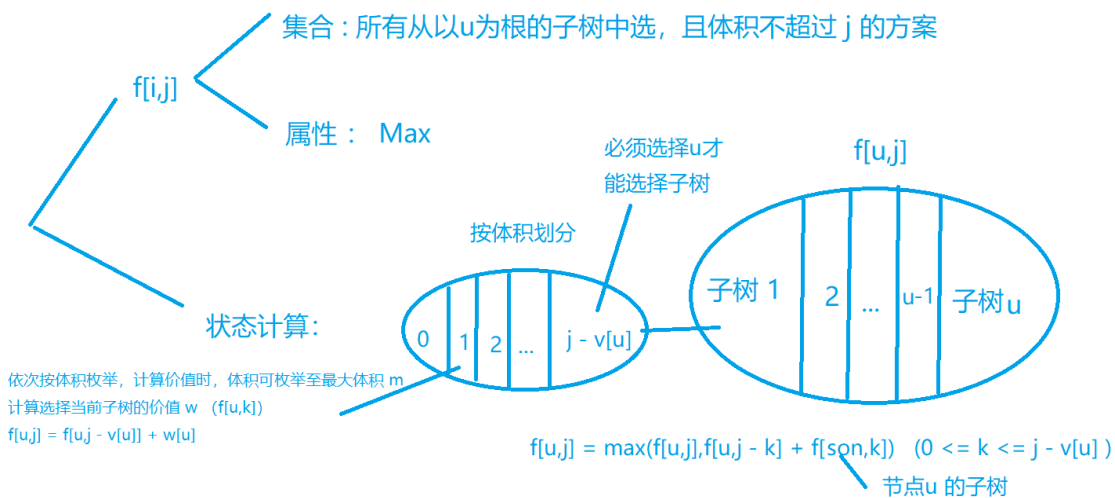 集合：所有从以u为根的子树中选，且体积不超过 j 的方案
f[i,j]
属性： Max
必须选择u才
能选择子树
f[u,j]
按体积划分
子树 1
2
...
u-1
子树u
状态计算：
0
1
2
...
j - v[u]
依次按体积枚举，计算价值时，体积可枚举至最大体积 m
计算选择当前子树的价值 w （f[u,k]）
f[u,j] = f[u,j - v[u]] + w[u]
f[u,j] = max(f[u,j],f[u,j - k] + f[son,k]) (0 <= k <= j - v[u] )
节点u 的子树